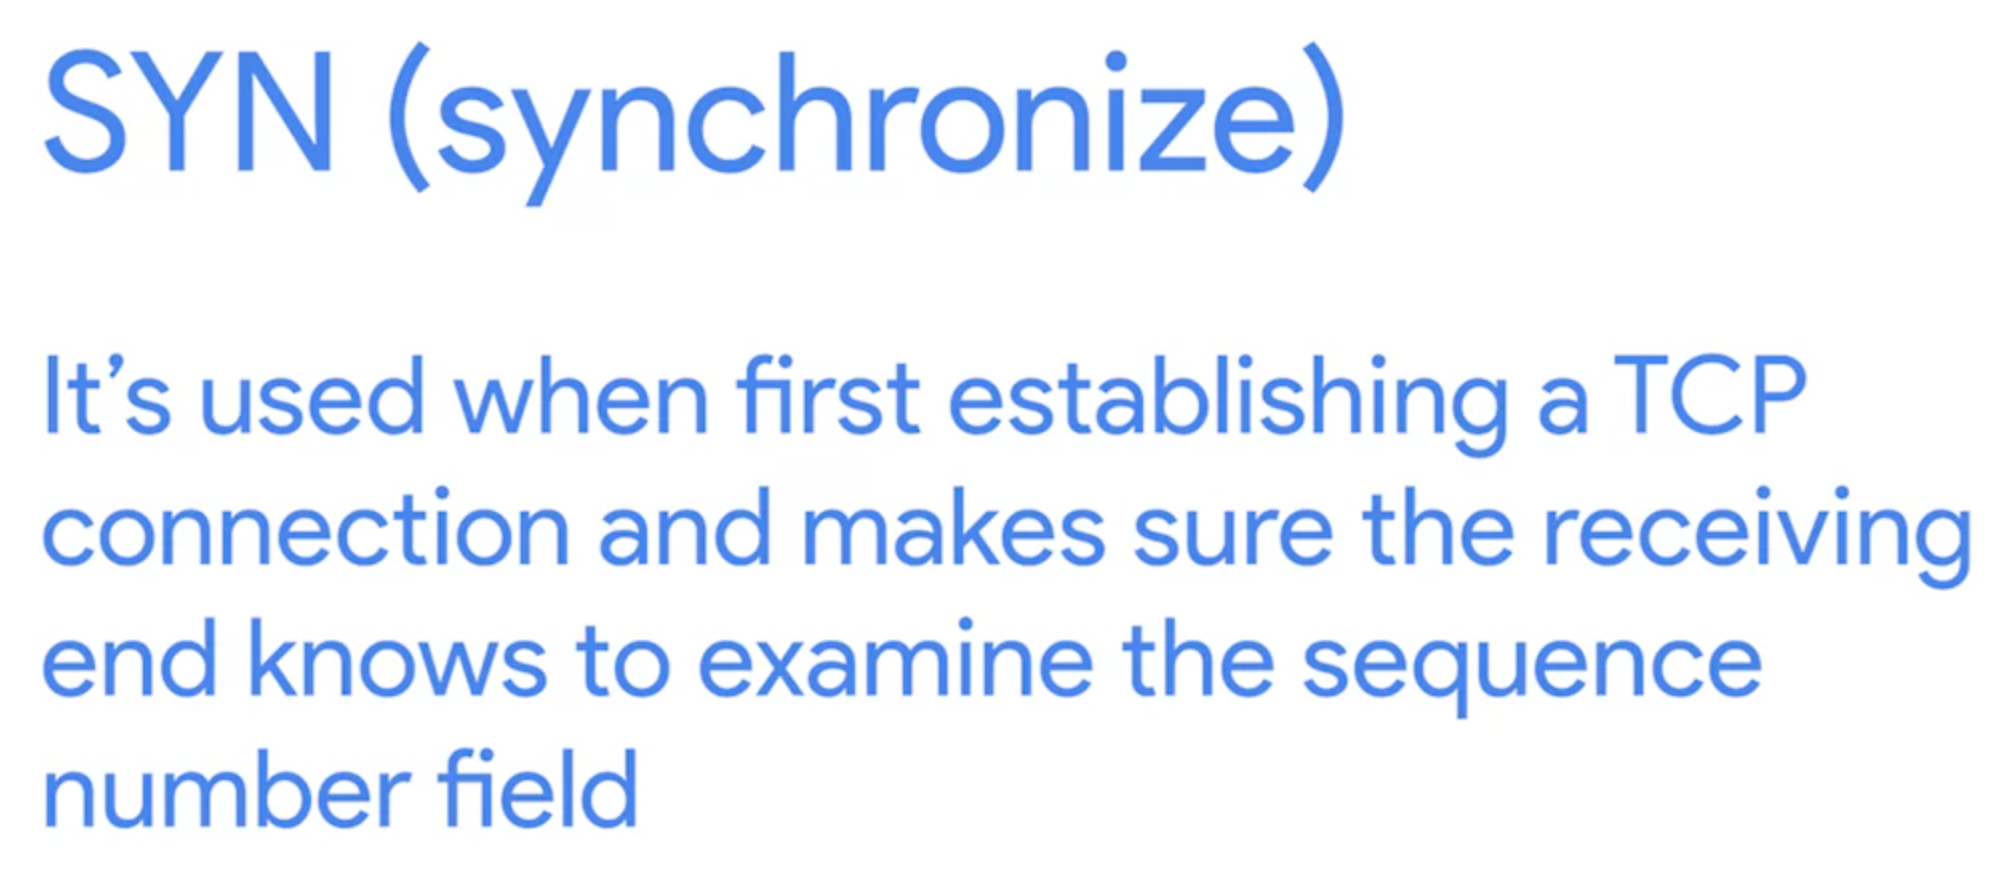 SYN (synchronize)
It’s used when first establishing a TCP
connection and makes sure the receiving
end knows to examine the sequence
number field